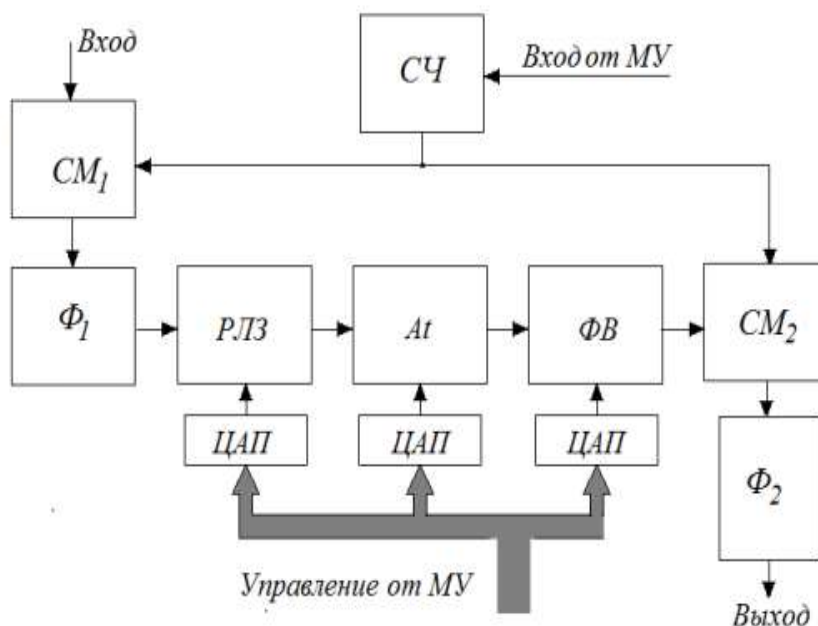 Вход
СЧ
Вход от МУ
СМ1
Ф1
РЛЗ
At
ФВ
СМ2
ЦАП
ЦАП
ЦАП
Ф2
Управление от МУ
Выход